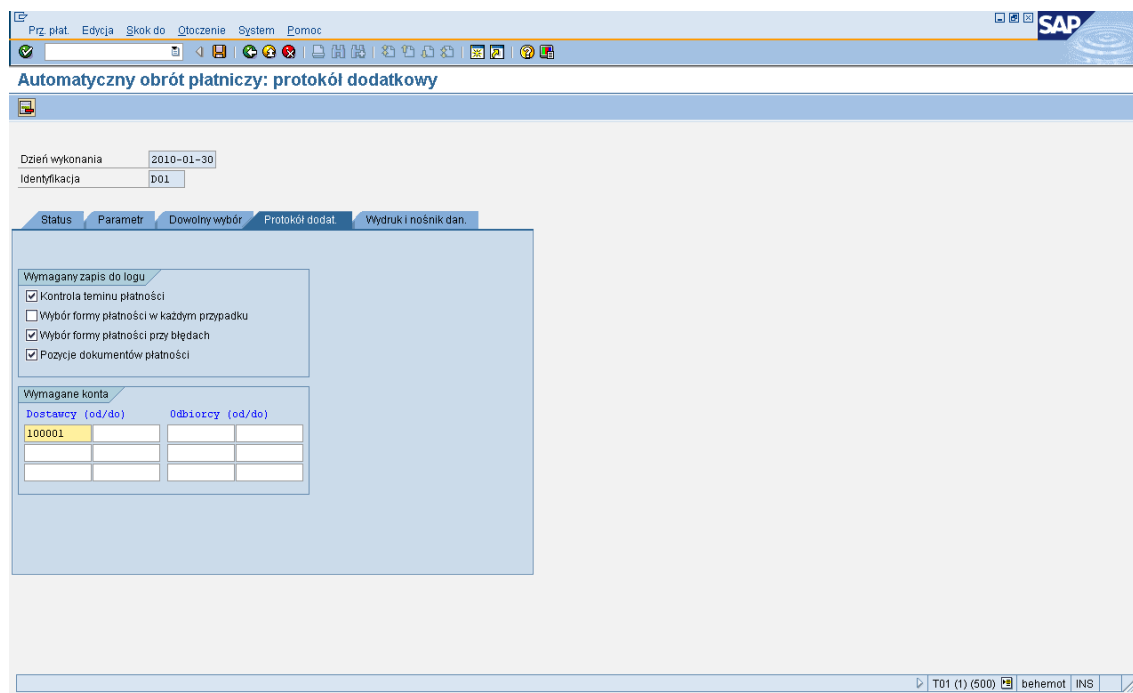 Prz. płat. Edycja Skok do Otoczenie System Pomoc
SAP
Automatyczny obrót płatniczy: protokół dodatkowy
Dzień wykonania 2010-01-30
Identyfikacja D01
Status Parametr Dowolny wybór Protokół dodat. Wydruk i nośnik dan.
Wymagany zapis do logu
Kontrola teminu płatności
Wybór formy płatności w każdym przypadku
Wybór formy płatności przy błędach
Pozycje dokumentów płatności
Wymagane konta
Dostawcy (od/do) Odbiorcy (od/do)
100001
T01 (1) (500) behemot INS